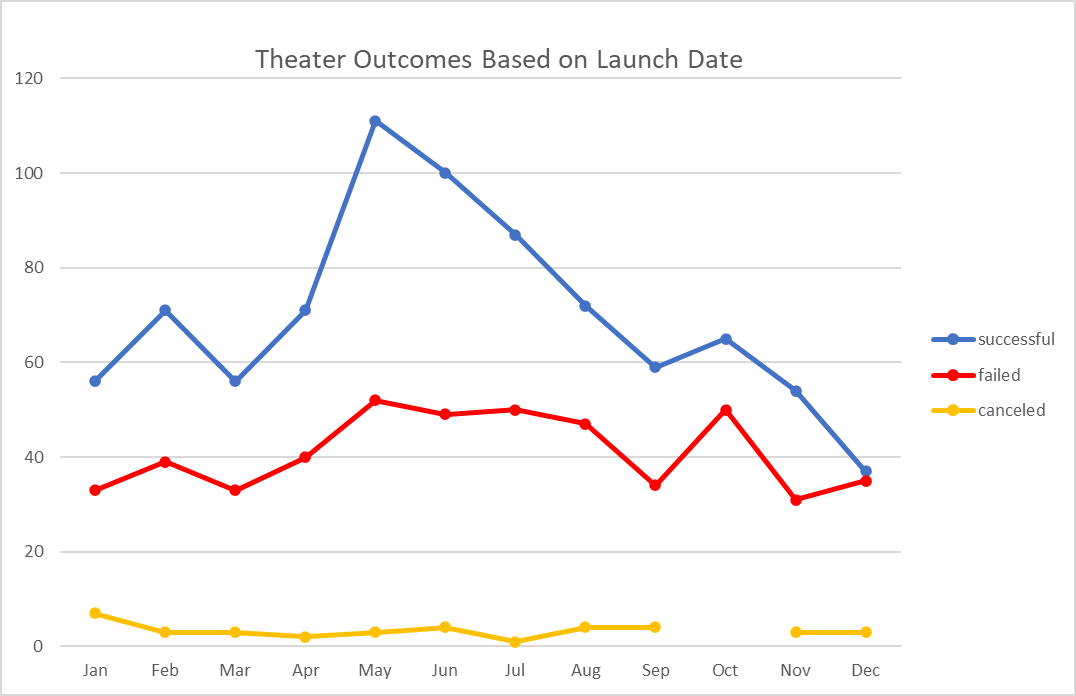 Theater Outcomes Based on Launch Date
120
100
80
60
40
20
0
Jan Feb Mar Apr May Jun Jul Aug Sep Oct Nov Dec
successful
failed
canceled